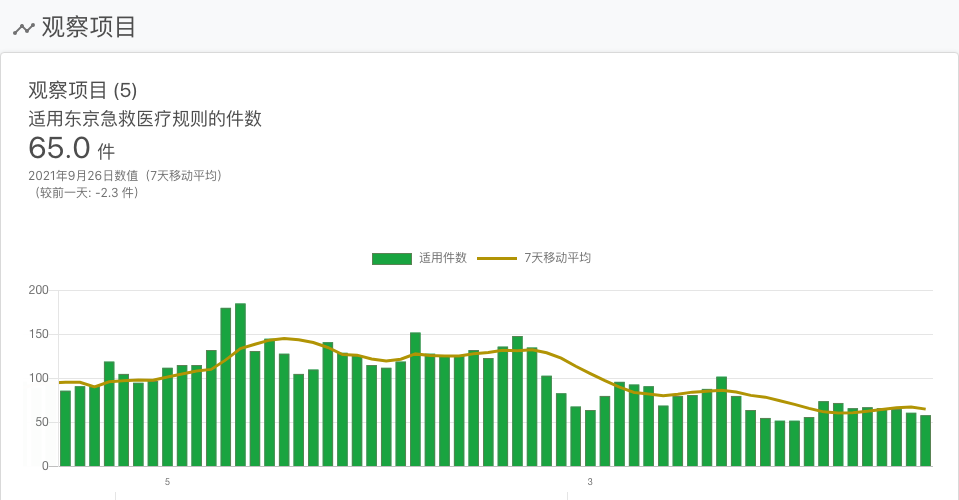 观察项目
观察项目 (5)
适用东京急救医疗规则的件数
65.0 件
2021年9月26日数值（7天移动平均）
（较前一天: -2.3 件）
适用件数 7天移动平均
200
150
100
50
0
5 3